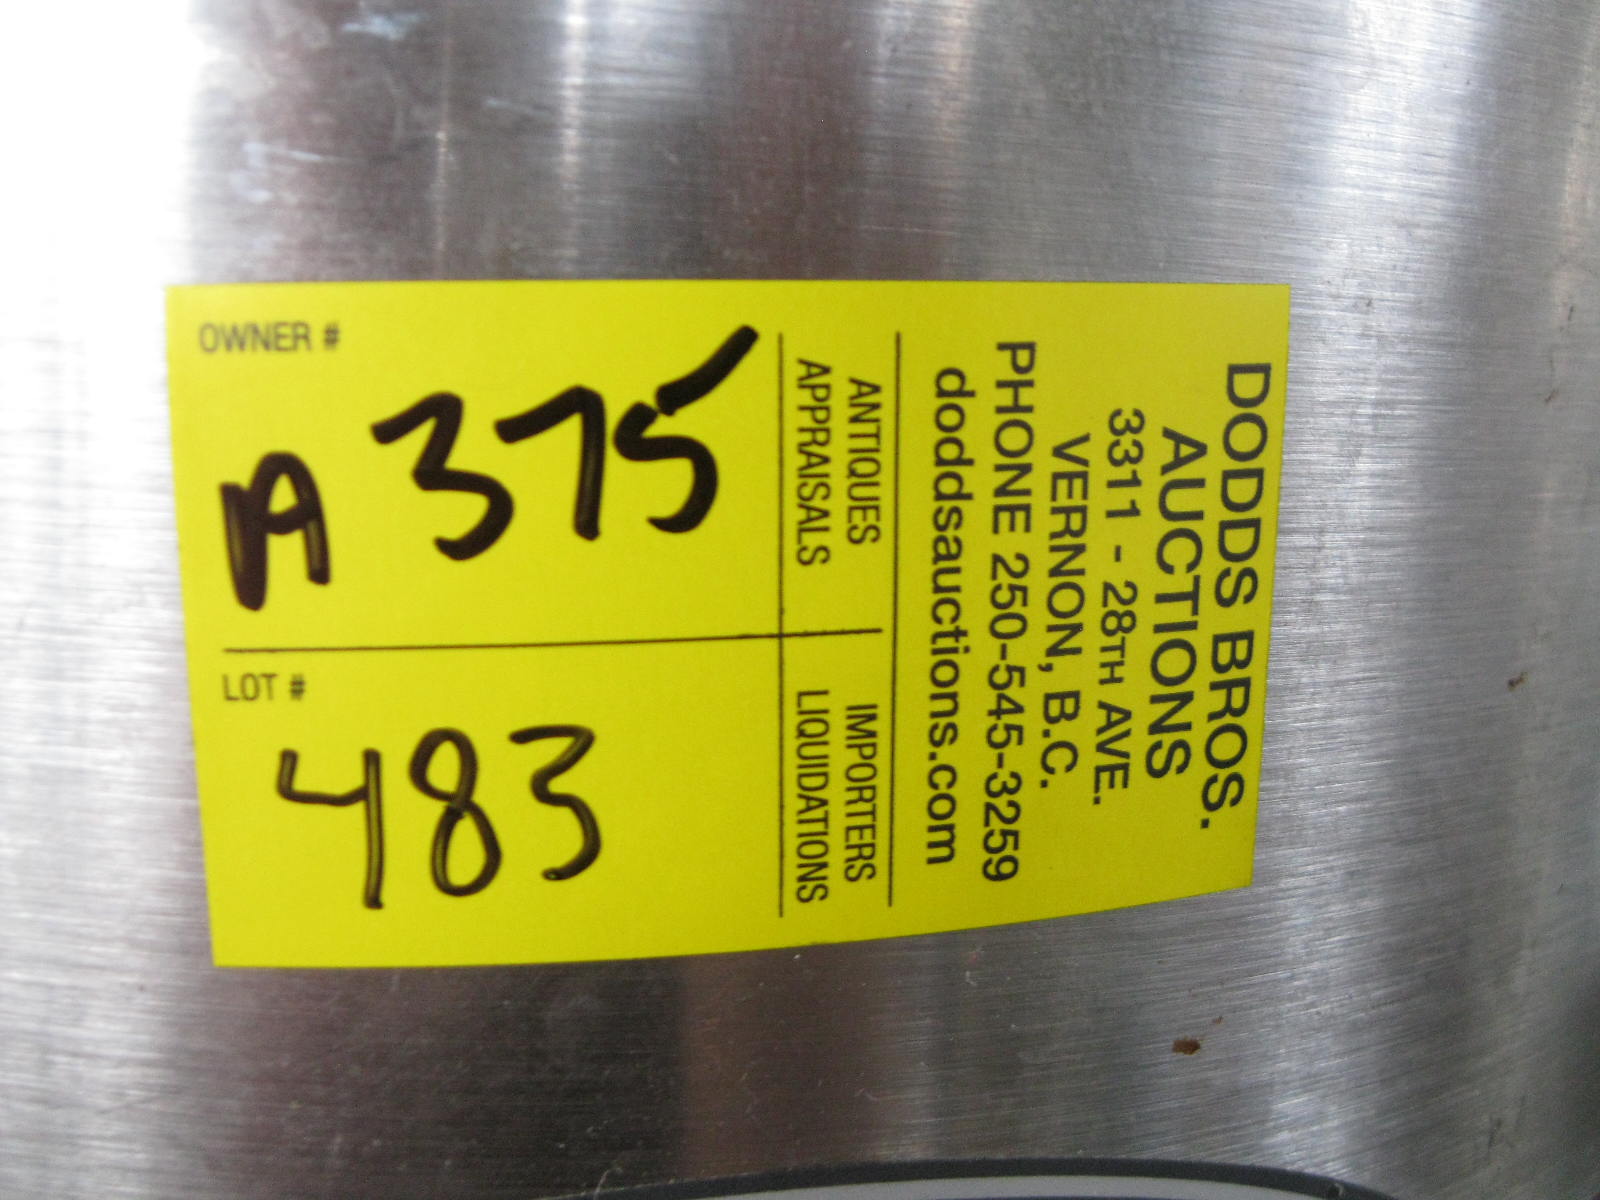 DODDS BROS.
AUCTIONS
3311 - 28TH AVE.
VERNON, B.C.
PHONE 250-545-3259
doddsauctions.com
ANTIQUES
APPRAISALS
IMPORTERS
LIQUIDATIONS
OWNER #
A 375
LOT #
483